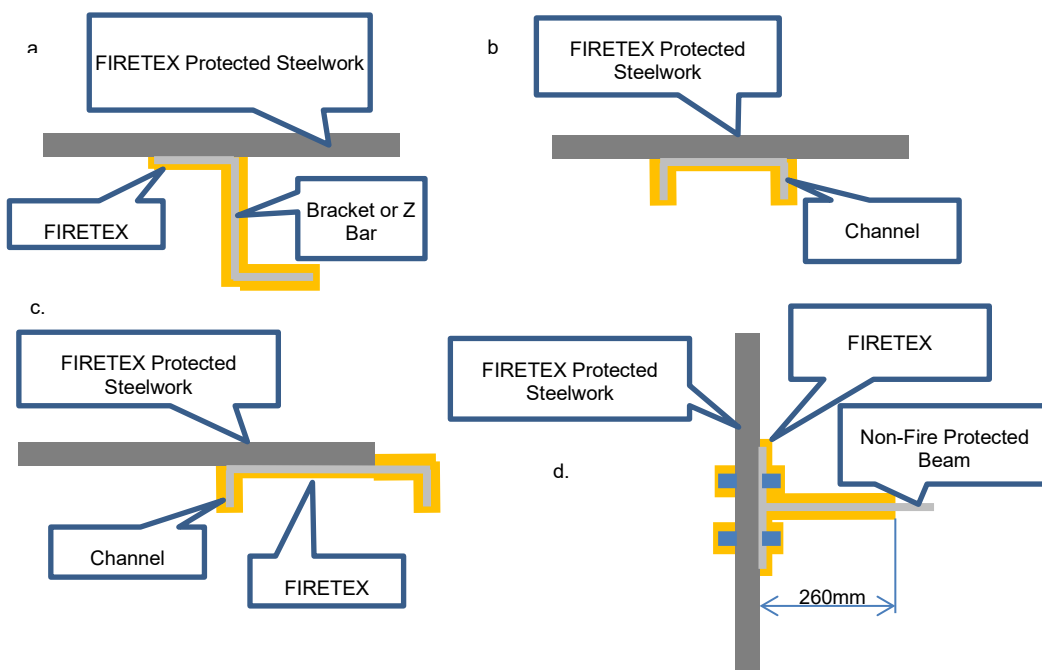 a
FIRETEX Protected Steelwork
FIRETEX
Bracket or Z
Bar
b
FIRETEX Protected
Steelwork
Channel
c.
FIRETEX Protected
Steelwork
Channel
FIRETEX
d.
FIRETEX Protected
Steelwork
FIRETEX
Non-Fire Protected
Beam
260mm